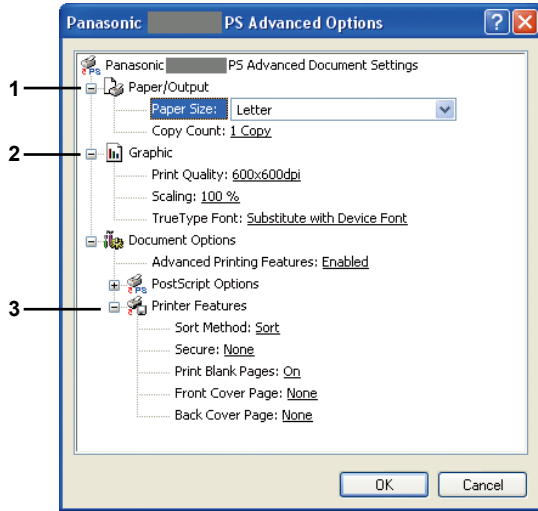 Panasonic PS Advanced Options
Panasonic PS Advanced Document Settings
1
Paper/Output
Paper Size: Letter
Copy Count: 1 Copy
2
Graphic
Print Quality: 600x600dpi
Scaling: 100 %
TrueType Font: Substitute with Device Font
Document Options
Advanced Printing Features: Enabled
PS PostScript Options
3
Printer Features
Sort Method: Sort
Secure: None
Print Blank Pages: On
Front Cover Page: None
Back Cover Page: None
OK Cancel